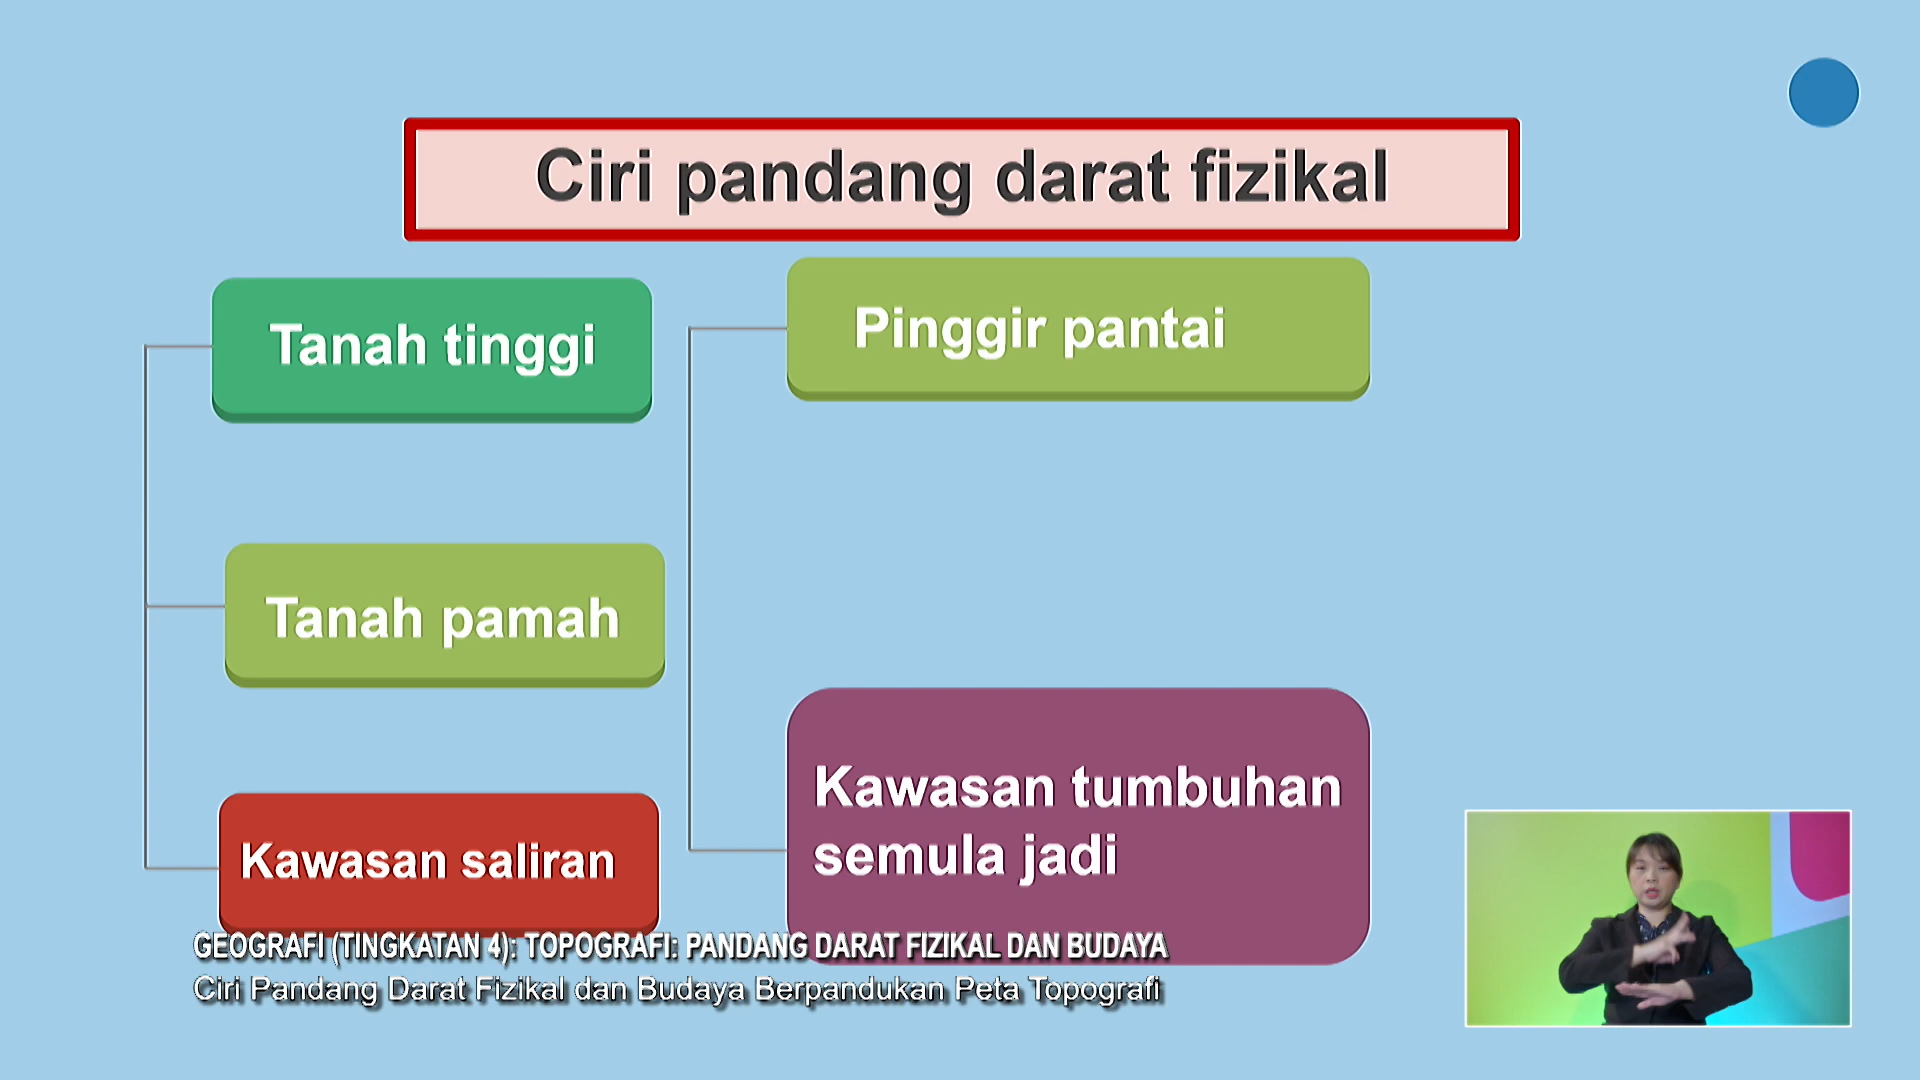 Ciri pandang darat fizikal
Tanah tinggi
Tanah pamah
Kawasan saliran
Pinggir pantai
Kawasan tumbuhan
semula jadi
GEOGRAFI (TINGKATAN 4): TOPOGRAFI: PANDANG DARAT FIZIKAL DAN BUDAYA
Ciri Pandang Darat Fizikal dan Budaya Berpandukan Peta Topografi